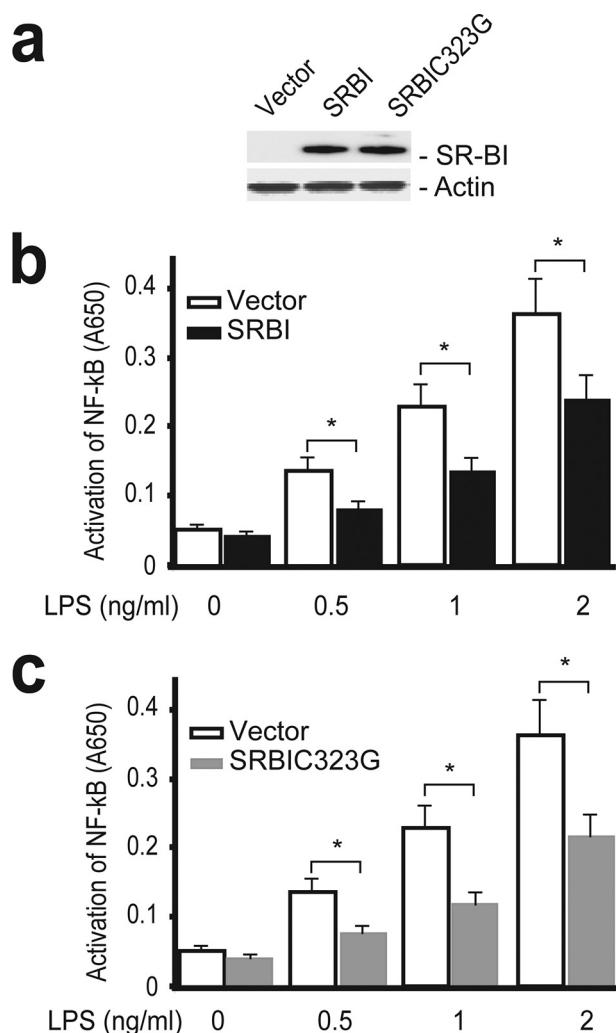 a
Vector SRBI SRBIC323G
- SR-BI
- Actin
b
Activation of NF-kB (A650)
0.4
0.3
0.2
0.1
0
Vector
SRBI
*
*
*
LPS (ng/ml) 0 0.5 1 2
c
Activation of NF-kB (A650)
0.4
0.3
0.2
0.1
0
Vector
SRBIC323G
*
*
*
LPS (ng/ml) 0 0.5 1 2